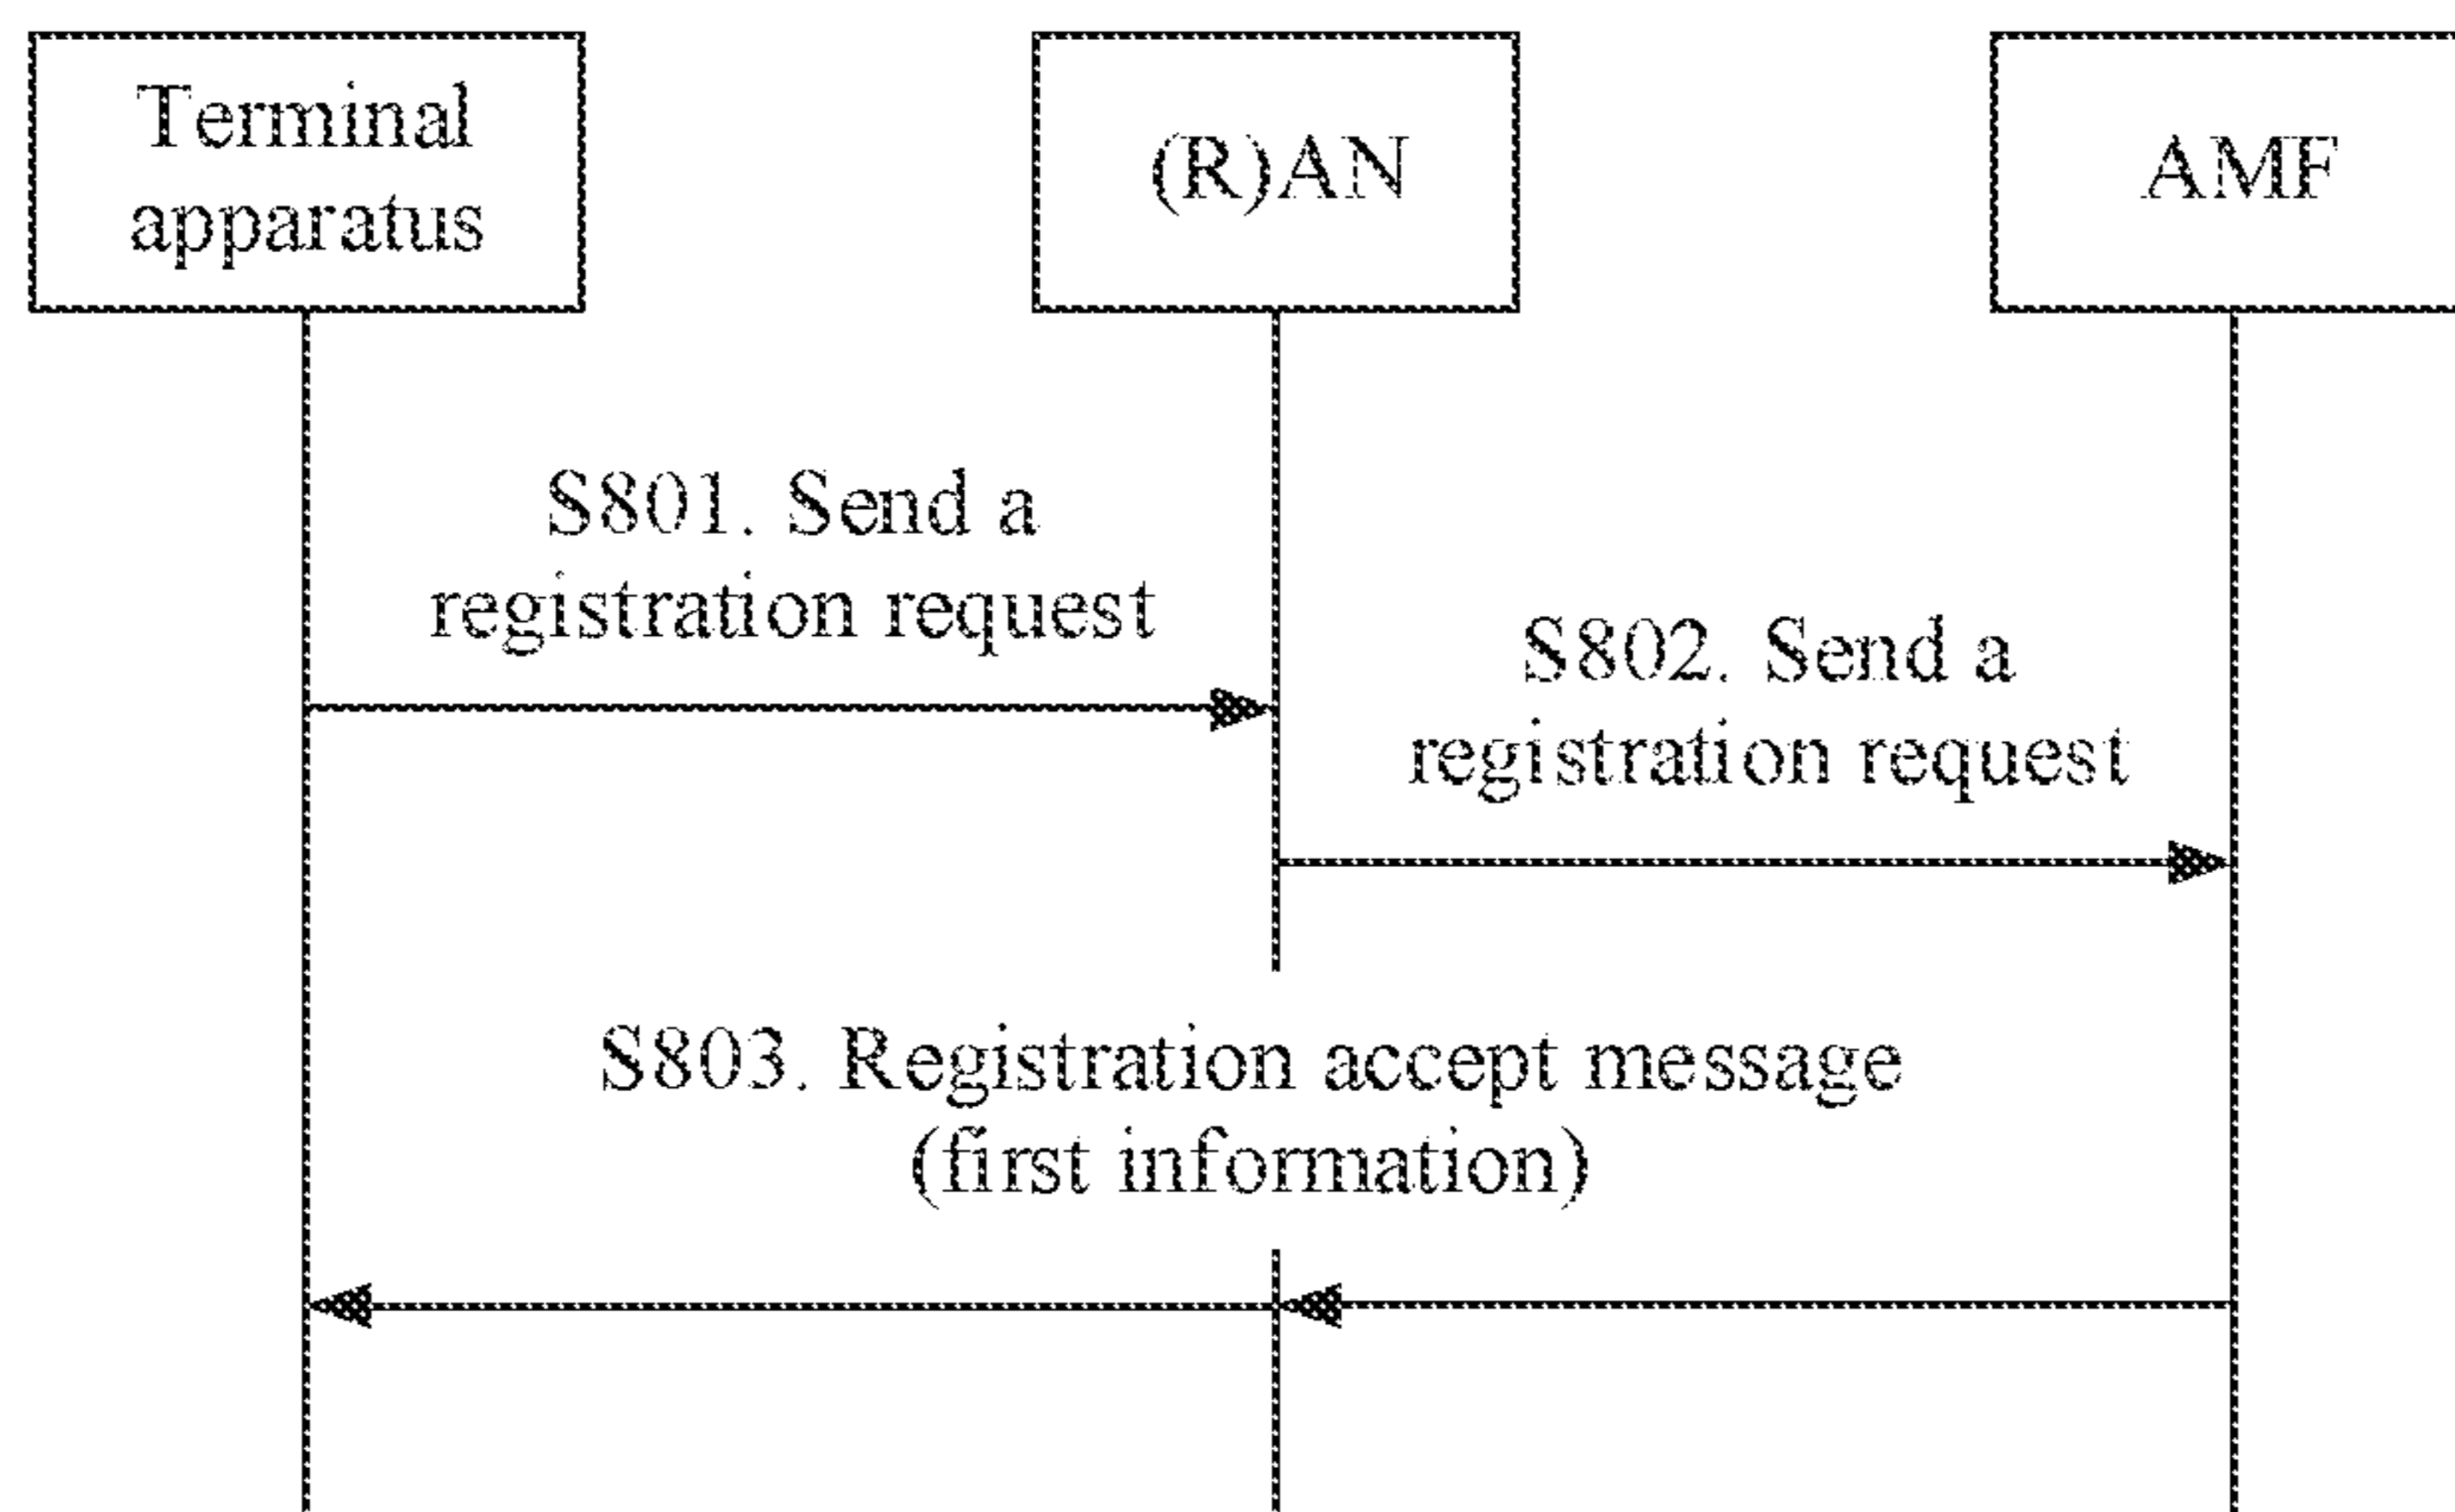 Terminal
apparatus
(R)AN
AMF
S801. Send a
registration request
S802. Send a
registration request
S803. Registration accept message
(first information)